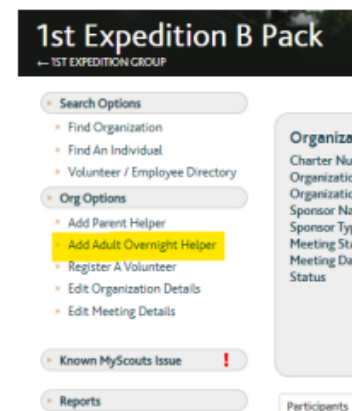 1st Expedition B Pack
← 1ST EXPEDITION GROUP
Search Options
Find Organization
Find An Individual
Volunteer / Employee Directory
Org Options
Add Parent Helper
Add Adult Overnight Helper
Register A Volunteer
Edit Organization Details
Edit Meeting Details
Known MyScouts Issue !
Reports
Organiza
Charter Nu
Organizatio
Organizatio
Sponsor Na
Sponsor Typ
Meeting Sta
Meeting Da
Status
Participants